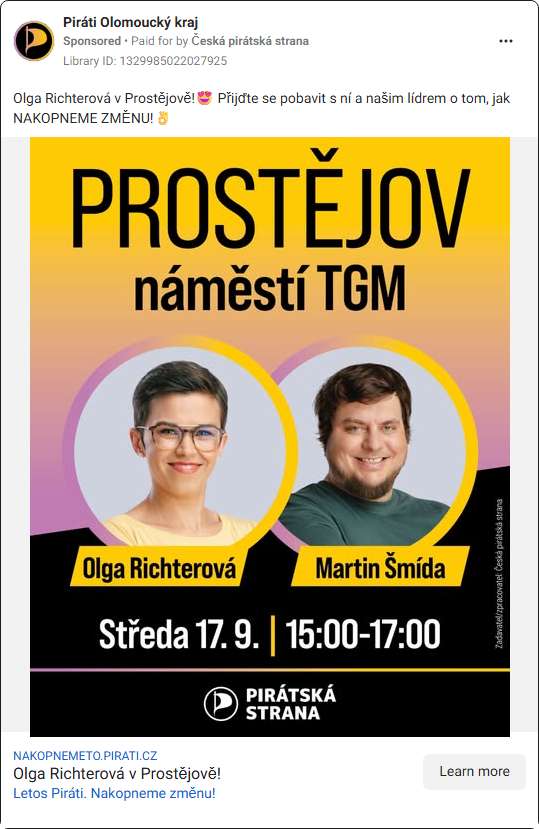 Piráti Olomoucký kraj
Sponsored • Paid for by Česká pirátská strana
Library ID: 1329985022027925
Olga Richterová v Prostějově!😍 Přijďte se pobavit s ní a našim lídrem o tom, jak
NAKOPNEME ZMĚNU!👌
PROSTĚJOV
náměstí TGM
Olga Richterová
Martin Šmída
Zadavatel/zpracovatel: Česká pirátská strana
Středa 17. 9. | 15:00-17:00
PIRÁTSKÁ
STRANA
NAKOPNEMETO.PIRATI.CZ
Olga Richterová v Prostějově!
Letos Piráti. Nakopneme změnu!
Learn more